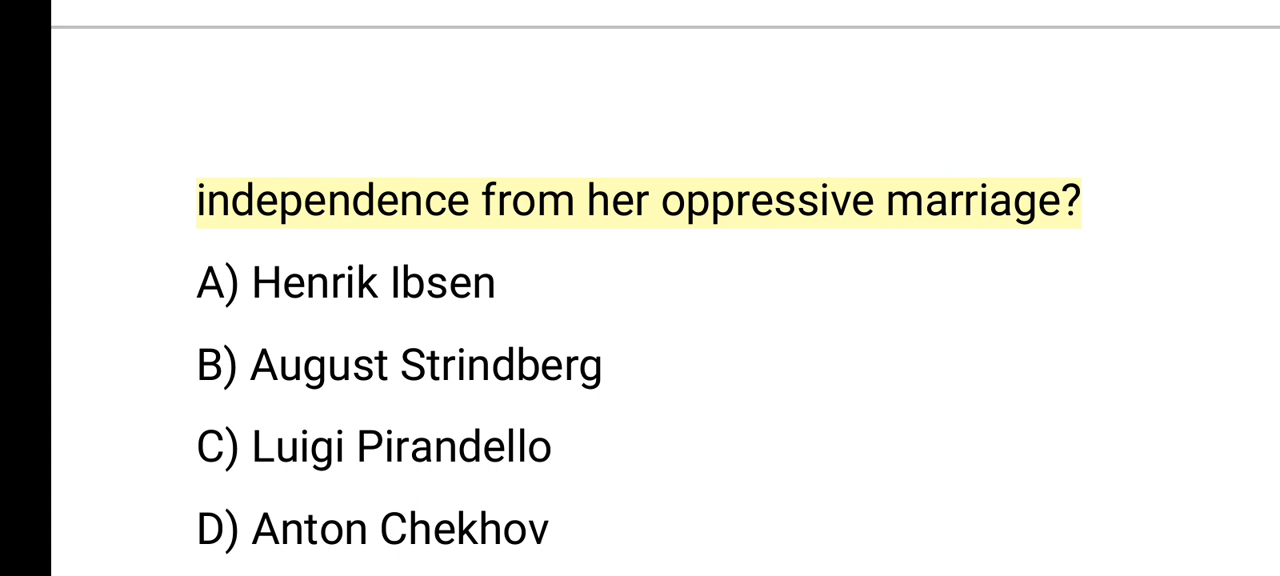 independence from her oppressive marriage?
A) Henrik Ibsen
B) August Strindberg
C) Luigi Pirandello
D) Anton Chekhov